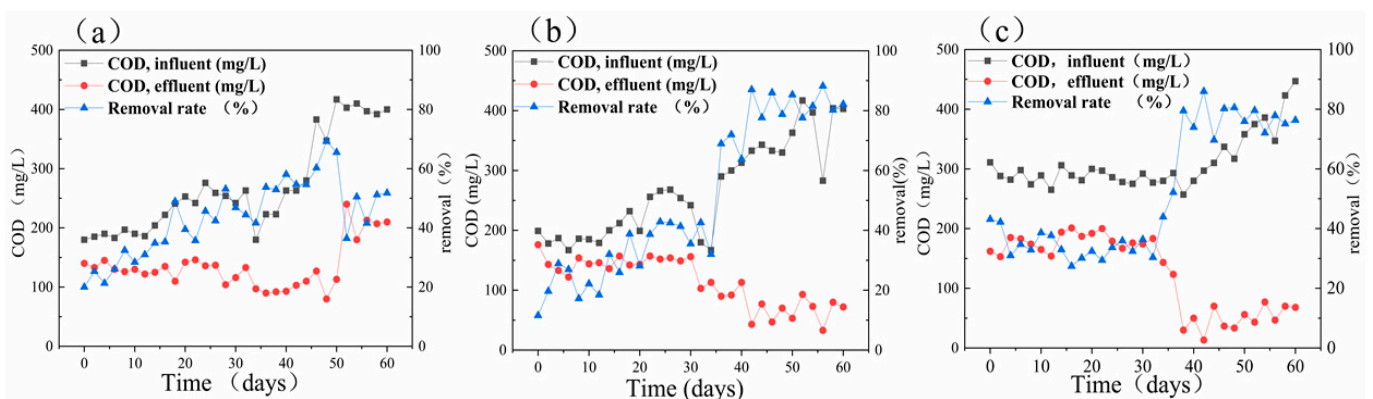 (a)
500
400
300
200
100
0
COD（mg/L）
COD, influent (mg/L)
COD, effluent (mg/L)
Removal rate （%）
100
80
60
40
20
0
removal（%）
0 10 20 30 40 50 60
Time （days）
(b)
500
400
300
200
100
0
COD (mg/L)
COD, influent (mg/L)
COD, effluent (mg/L)
Removal rate （%）
100
80
60
40
20
0
removal(%)
0 10 20 30 40 50 60
Time (days)
(c)
500
400
300
200
100
0
COD（mg/L）
COD，influent（mg/L）
COD，effluent（mg/L）
Removal rate （%）
100
80
60
40
20
0
removal（%）
0 10 20 30 40 50 60
Time （days）